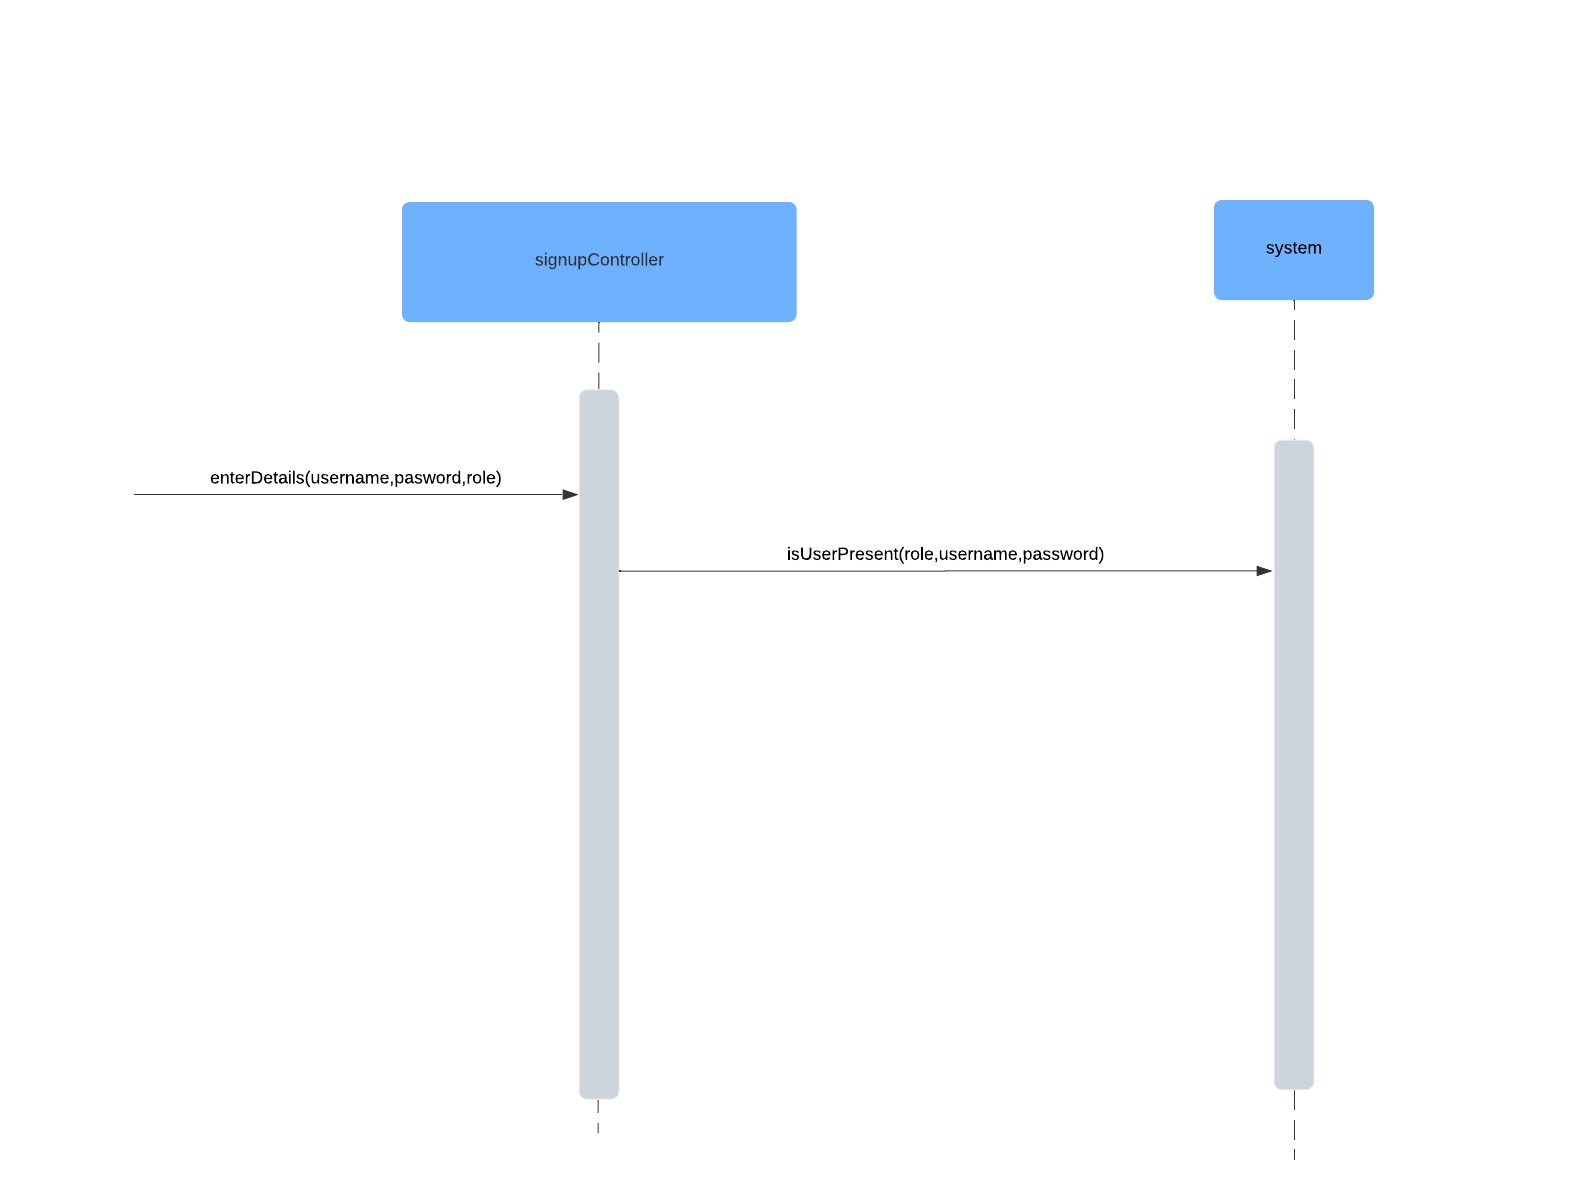 signupController
system
enterDetails(username,pasword,role)
isUserPresent(role,username,password)